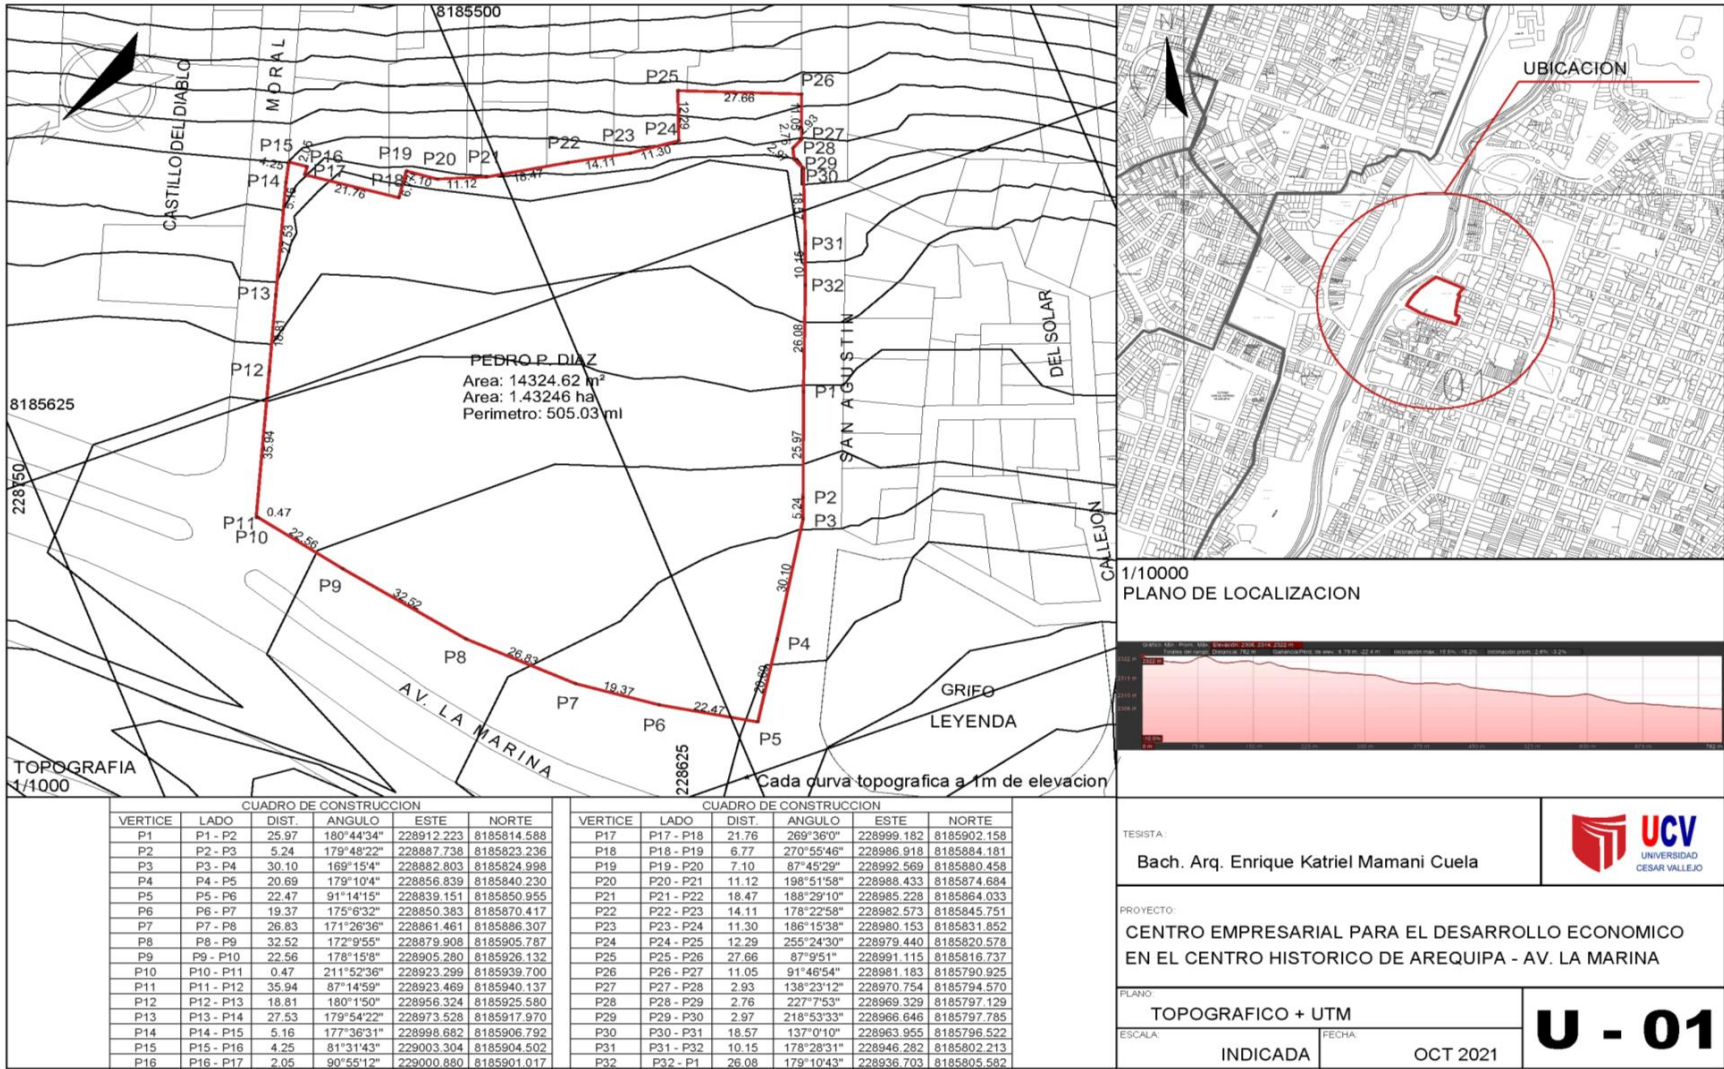 8185500
CASTILLO DEL DIABLO
MORAL
P25
P26
27.66
12.29
11.05
2.93
2.76
2.97
P24
P23
P22
P27
P28
P29
P30
P15
2.05
4.25
P16
P17
P14
P19
P18
P20
P21
21.76
7.10
11.12
18.47
14.11
11.30
5.16
27.53
18.57
P31
10.15
P32
P13
18.81
26.08
P12
PEDRO P. DIAZ
Area: 14324.62 m²
Area: 1.43246 ha
Perimetro: 505.03 ml
SAN AGUSTIN
DEL SOLAR
P1
8185625
35.94
25.97
228750
P2
5.24
P3
P11
0.47
P10
22.56
CALLEJON
P9
32.52
30.10
P4
P8
26.83
20.69
P7
19.37
22.47
P6
P5
AV. LA MARINA
GRIFO
LEYENDA
228625
TOPOGRAFIA
1/1000
* Cada curva topografica a 1m de elevacion
UBICACION
1/10000
PLANO DE LOCALIZACION
CUADRO DE CONSTRUCCION
VERTICE LADO DIST. ANGULO ESTE NORTE
P1 P1 - P2 25.97 180°44'34" 228912.223 8185814.588
P2 P2 - P3 5.24 179°48'22" 228887.738 8185823.236
P3 P3 - P4 30.10 169°15'4" 228882.803 8185824.998
P4 P4 - P5 20.69 179°10'4" 228856.839 8185840.230
P5 P5 - P6 22.47 91°14'15" 228839.151 8185850.955
P6 P6 - P7 19.37 175°6'32" 228850.383 8185870.417
P7 P7 - P8 26.83 171°26'36" 228861.461 8185886.307
P8 P8 - P9 32.52 172°9'55" 228879.908 8185905.787
P9 P9 - P10 22.56 178°15'8" 228905.280 8185926.132
P10 P10 - P11 0.47 211°52'36" 228923.299 8185939.700
P11 P11 - P12 35.94 87°14'59" 228923.469 8185940.137
P12 P12 - P13 18.81 180°1'50" 228956.324 8185925.580
P13 P13 - P14 27.53 179°54'22" 228973.528 8185917.970
P14 P14 - P15 5.16 177°36'31" 228998.682 8185906.792
P15 P15 - P16 4.25 81°31'43" 229003.304 8185904.502
P16 P16 - P17 2.05 90°55'12" 229000.880 8185901.017
CUADRO DE CONSTRUCCION
VERTICE LADO DIST. ANGULO ESTE NORTE
P17 P17 - P18 21.76 269°36'0" 228999.182 8185902.158
P18 P18 - P19 6.77 270°55'46" 228986.918 8185884.181
P19 P19 - P20 7.10 87°45'29" 228992.569 8185880.458
P20 P20 - P21 11.12 198°51'58" 228988.433 8185874.684
P21 P21 - P22 18.47 188°29'10" 228985.228 8185864.033
P22 P22 - P23 14.11 178°22'58" 228982.573 8185845.751
P23 P23 - P24 11.30 186°15'38" 228980.153 8185831.852
P24 P24 - P25 12.29 255°24'30" 228979.440 8185820.578
P25 P25 - P26 27.66 87°9'51" 228991.115 8185816.737
P26 P26 - P27 11.05 91°46'54" 228981.183 8185790.925
P27 P27 - P28 2.93 138°23'12" 228970.754 8185794.570
P28 P28 - P29 2.76 227°7'53" 228969.329 8185797.129
P29 P29 - P30 2.97 218°53'33" 228966.646 8185797.785
P30 P30 - P31 18.57 137°0'10" 228963.955 8185796.522
P31 P31 - P32 10.15 178°28'31" 228946.282 8185802.213
P32 P32 - P1 26.08 179°10'43" 228936.703 8185805.582
TESISTA:
Bach. Arq. Enrique Katriel Mamani Cuela
UCV
UNIVERSIDAD
CESAR VALLEJO
PROYECTO:
CENTRO EMPRESARIAL PARA EL DESARROLLO ECONOMICO
EN EL CENTRO HISTORICO DE AREQUIPA - AV. LA MARINA
PLANO:
TOPOGRAFICO + UTM
ESCALA:
INDICADA
FECHA:
OCT 2021
U - 01